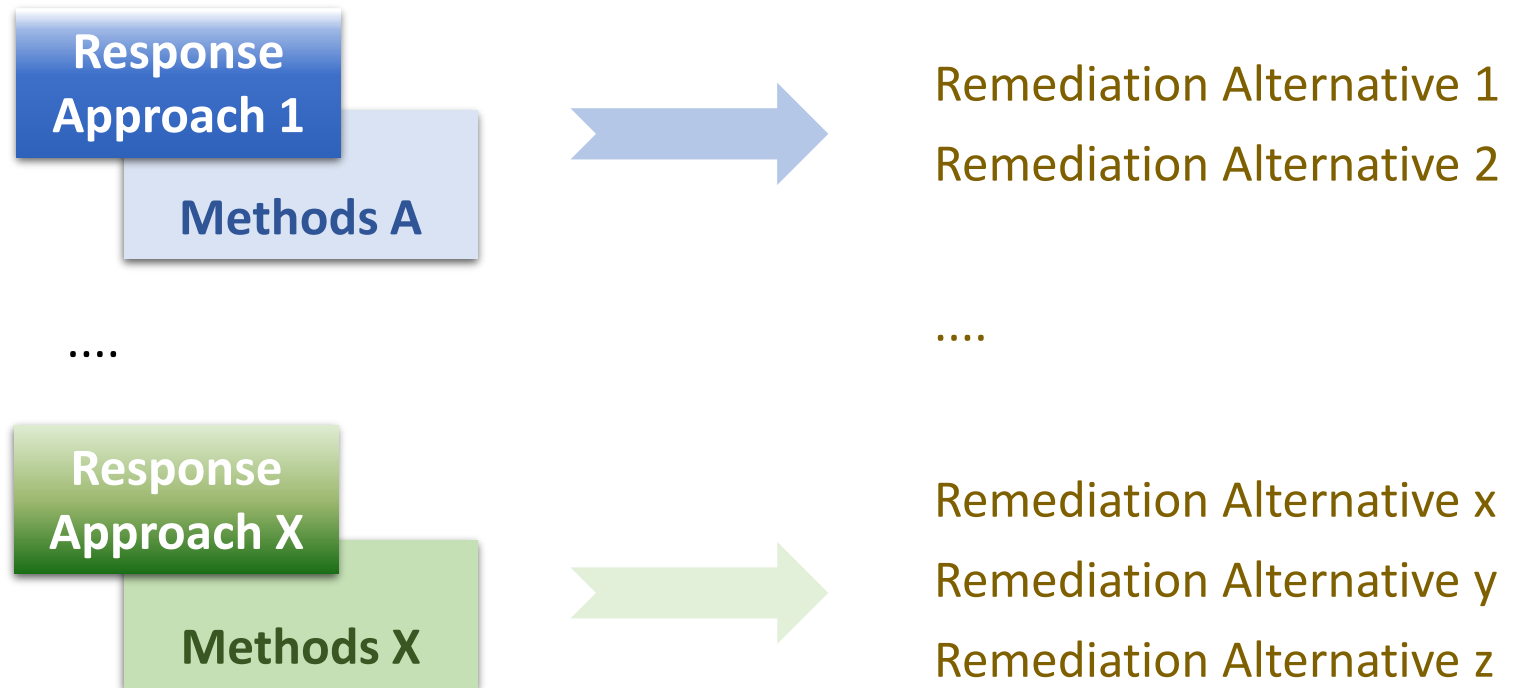 Response
Approach 1
Methods A
Remediation Alternative 1
Remediation Alternative 2
....
....
Response
Approach X
Methods X
Remediation Alternative x
Remediation Alternative y
Remediation Alternative z